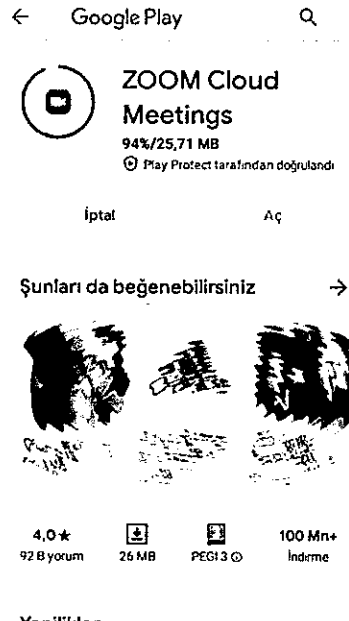 Google Play
ZOOM Cloud
Meetings
94%/25,71 MB
Play Protect tarafından doğrulandı
İptal
Aç
Şunları da beğenebilirsiniz
4,0★
92 B yorum
26 MB
PEGI 3
100 Mn+
İndirme